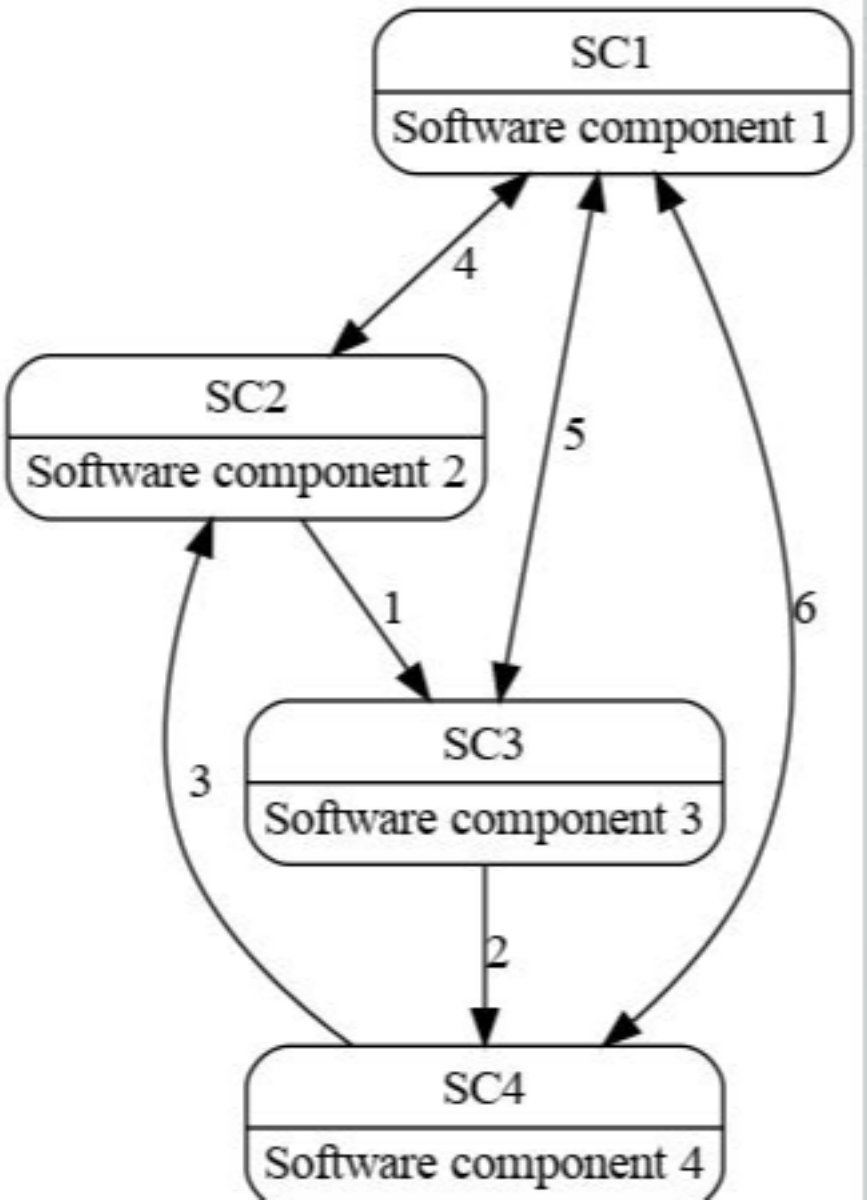 SC1
Software component 1
4
SC2
Software component 2
5
1
6
SC3
Software component 3
3
2
SC4
Software component 4